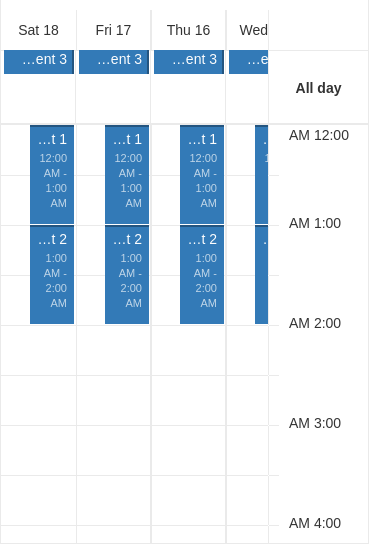 Sat 18 Fri 17 Thu 16 Wed
...ent 3 ...ent 3 ...ent 3 ...e
All day
AM 12:00
...t 1 ...t 1 ...t 1
12:00 12:00 12:00
AM - AM - AM -
1:00 1:00 1:00
AM AM AM
AM 1:00
...t 2 ...t 2 ...t 2
1:00 1:00 1:00
AM - AM - AM -
2:00 2:00 2:00
AM AM AM
AM 2:00
AM 3:00
AM 4:00